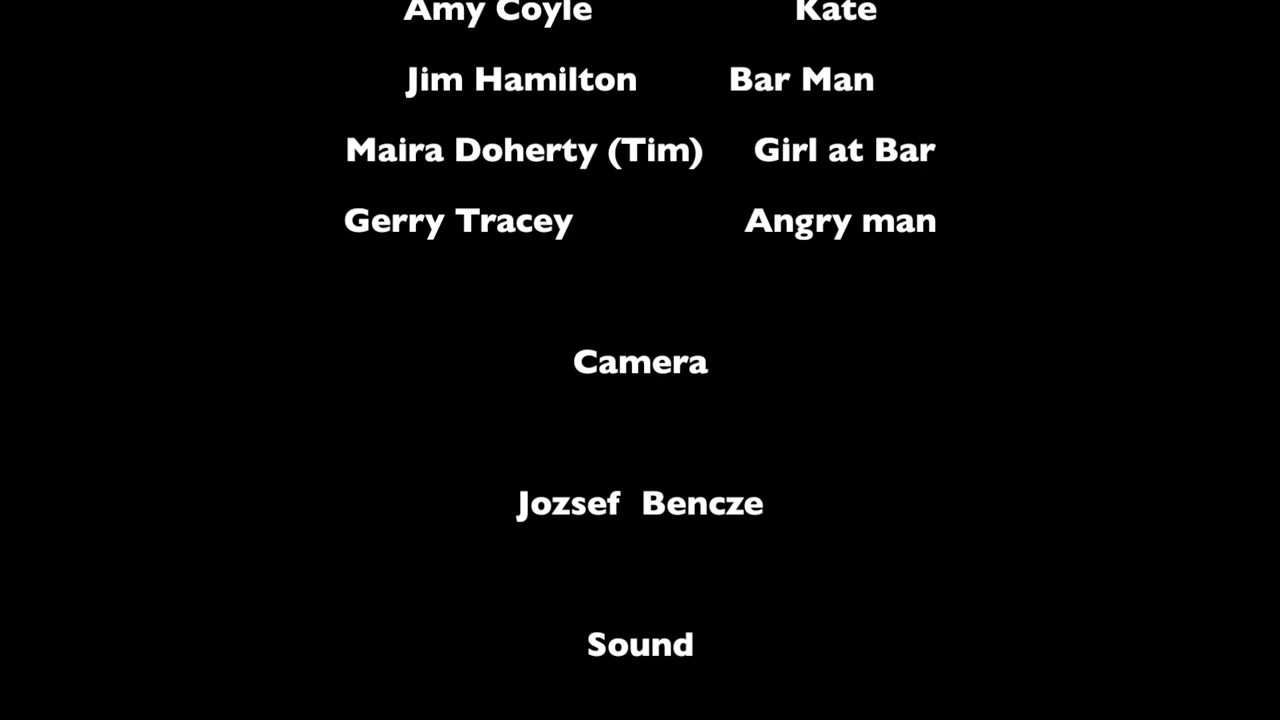 Amy Coyle Kate
Jim Hamilton Bar Man
Maira Doherty (Tim) Girl at Bar
Gerry Tracey Angry man
Camera
Jozsef Bencze
Sound